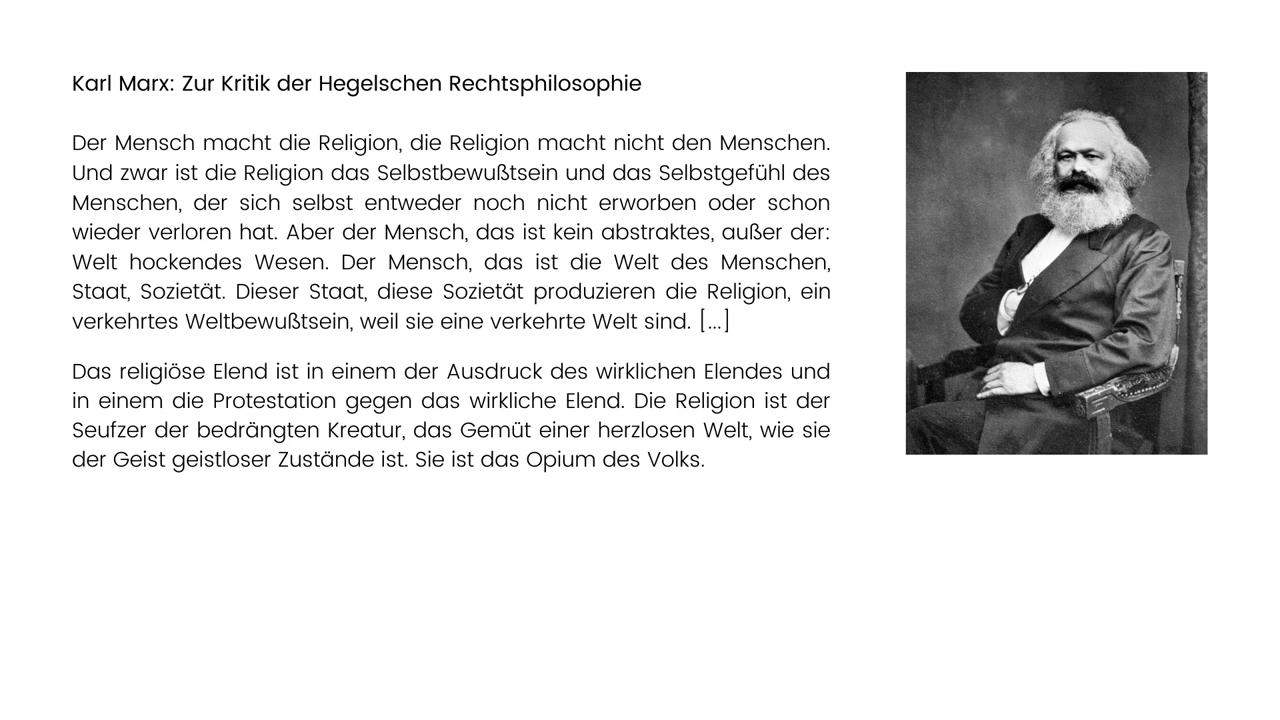 Karl Marx: Zur Kritik der Hegelschen Rechtsphilosophie
Der Mensch macht die Religion, die Religion macht nicht den Menschen.
Und zwar ist die Religion das Selbstbewußtsein und das Selbstgefühl des
Menschen, der sich selbst entweder noch nicht erworben oder schon
wieder verloren hat. Aber der Mensch, das ist kein abstraktes, außer der:
Welt hockendes Wesen. Der Mensch, das ist die Welt des Menschen,
Staat, Sozietät. Dieser Staat, diese Sozietät produzieren die Religion, ein
verkehrtes Weltbewußtsein, weil sie eine verkehrte Welt sind. [...]
Das religiöse Elend ist in einem der Ausdruck des wirklichen Elendes und
in einem die Protestation gegen das wirkliche Elend. Die Religion ist der
Seufzer der bedrängten Kreatur, das Gemüt einer herzlosen Welt, wie sie
der Geist geistloser Zustände ist. Sie ist das Opium des Volks.